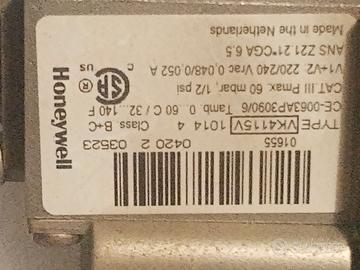 01655 0420 2 03523
TYPE VK4115V 1014 4 Class B+C
CE-0063AP3090/6 Tamb. 0...60 C / 32...140 F
CAT III Pmax. 60 mbar, 1/2 psi
V1+V2: 220/240 Vrac 0,048/0,052 A
ANS Z21.21*CGA 6.5
Made in the Netherlands
C US
Honeywell